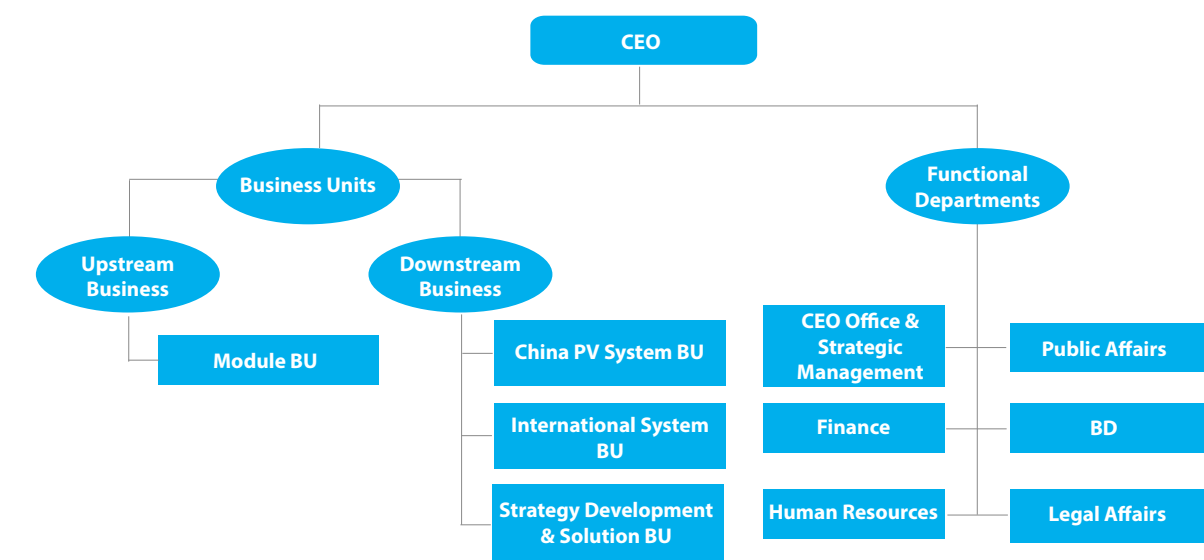 CEO
Business Units
Functional
Departments
Upstream
Business
Downstream
Business
Module BU
China PV System BU
International System
BU
Strategy Development
& Solution BU
CEO Office &
Strategic
Management
Public Affairs
Finance
BD
Human Resources
Legal Affairs